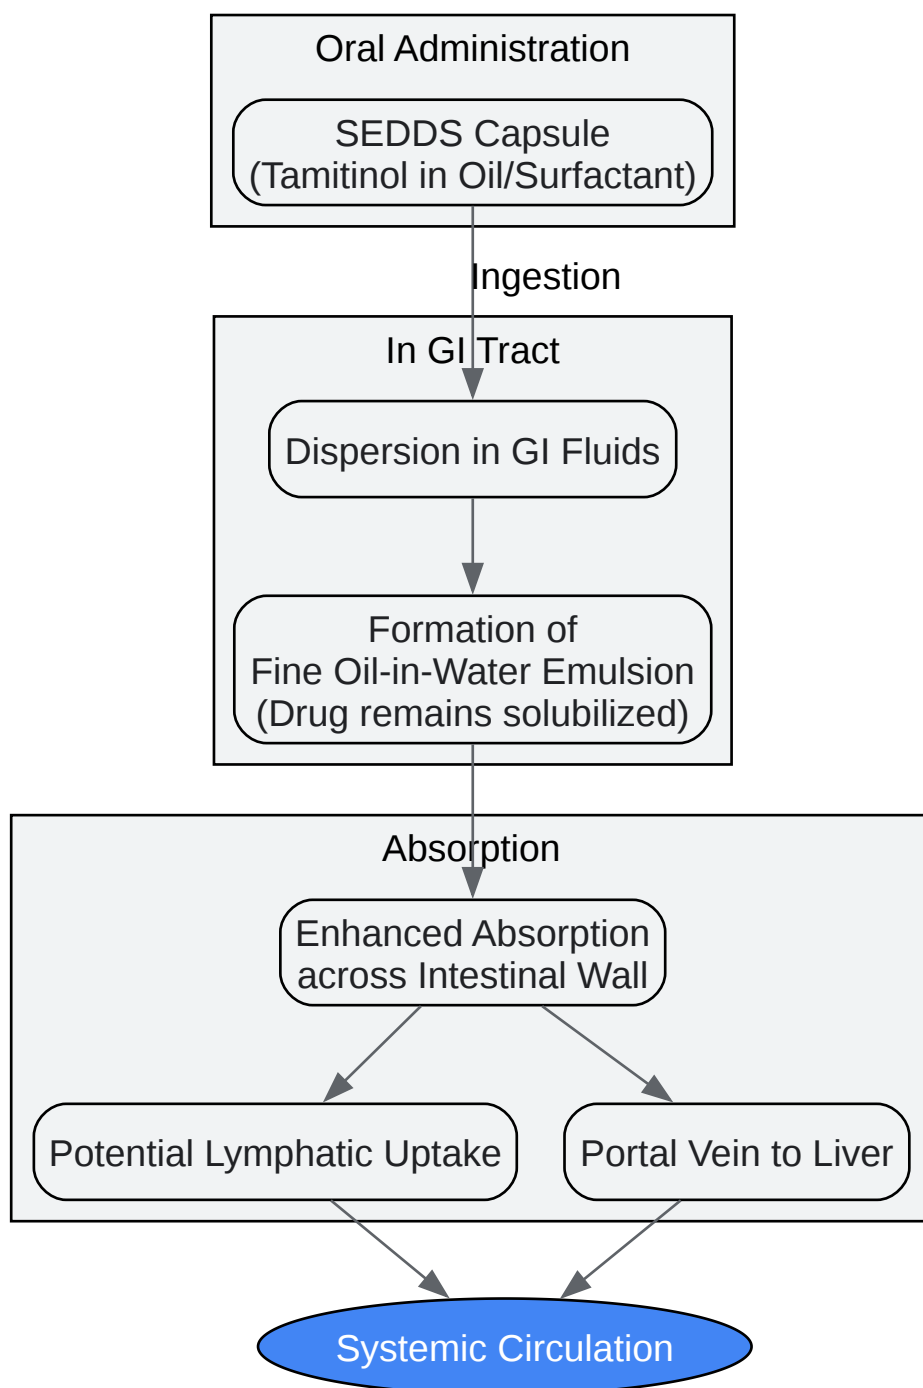 Oral Administration
SEDDS Capsule
(Tamitinol in Oil/Surfactant)
Ingestion
In GI Tract
Dispersion in GI Fluids
Formation of
Fine Oil-in-Water Emulsion
(Drug remains solubilized)
Absorption
Enhanced Absorption
across Intestinal Wall
Potential Lymphatic Uptake
Portal Vein to Liver
Systemic Circulation